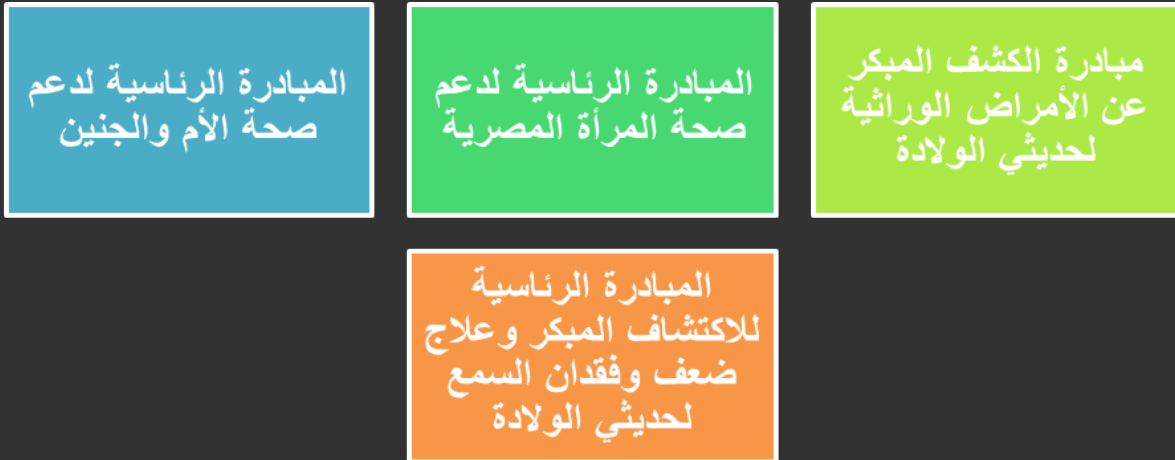 مبادرة الكشف المبكر
عن الأمراض الوراثية
لحديثي الولادة
المبادرة الرئاسية لدعم
صحة المرأة المصرية
المبادرة الرئاسية لدعم
صحة الأم والجنين
المبادرة الرئاسية
للاكتشاف المبكر وعلاج
ضعف وفقدان السمع
لحديثي الولادة